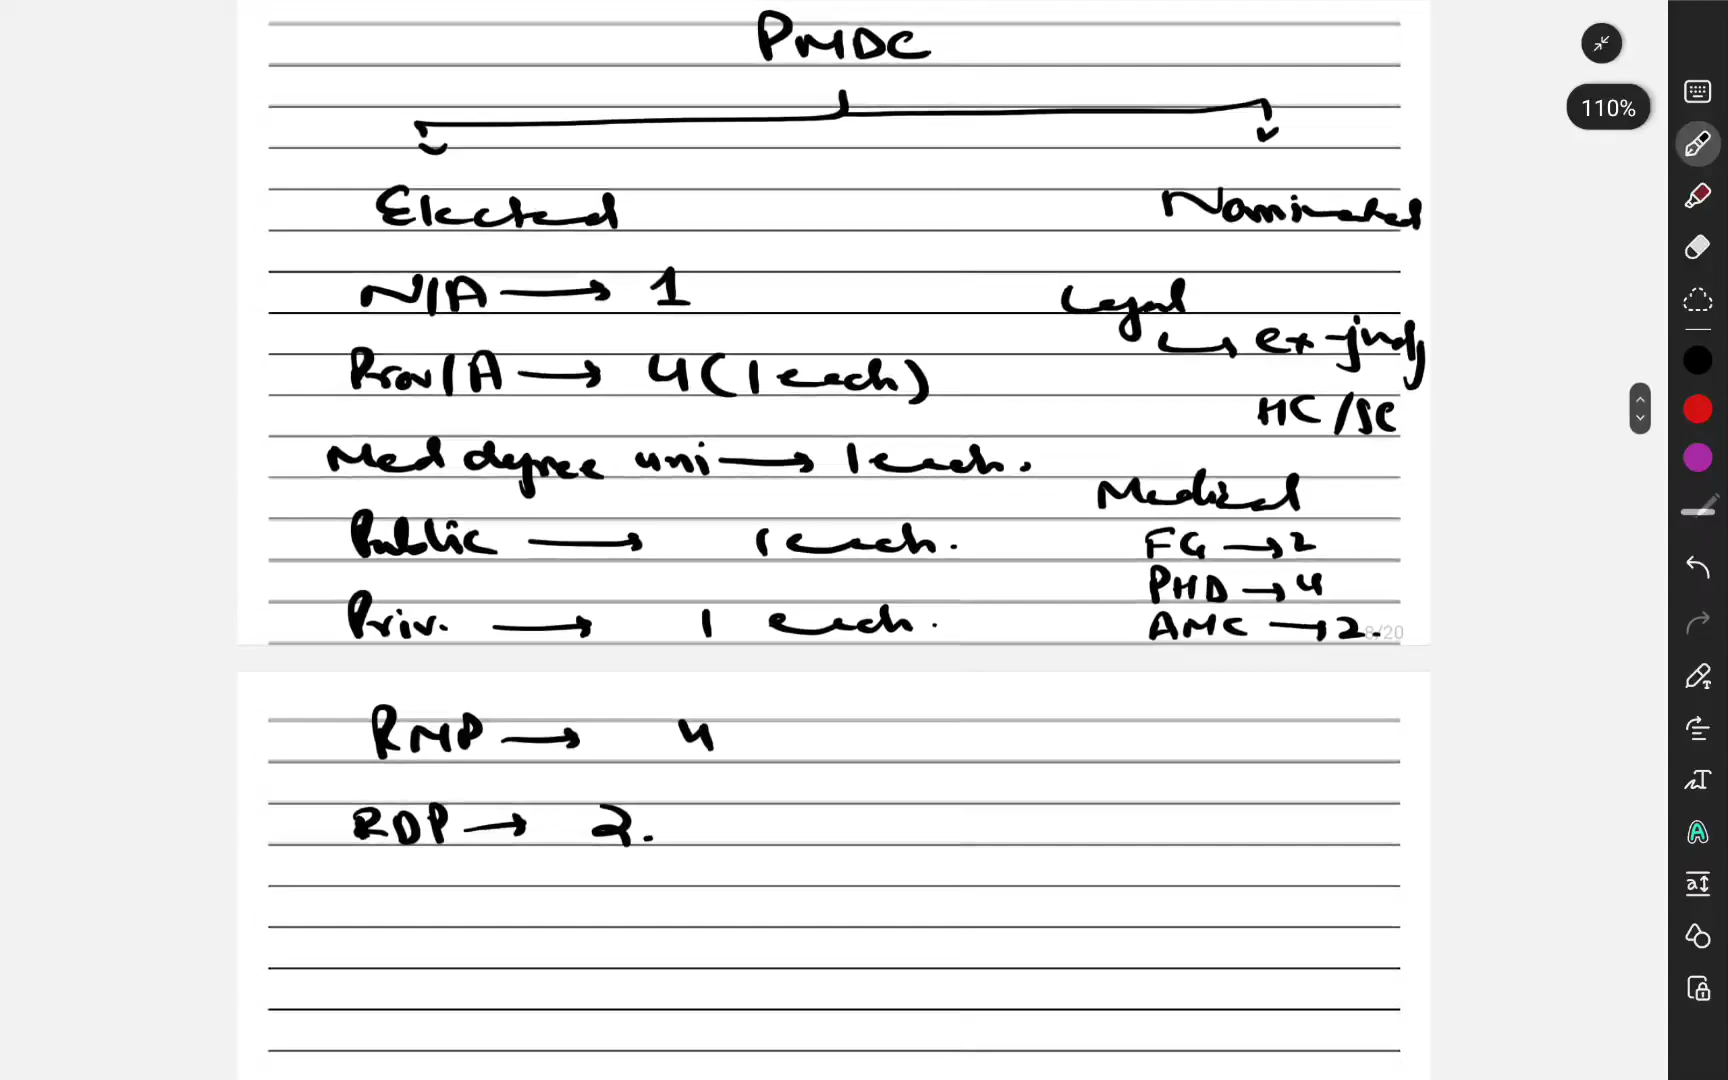 PMDC
Elected
Nominated
N/A → 1
Legal
↳ ex-judg
Prov/A → 4 (1 each)
HC/SC
Med degree uni → 1 each.
Medical
Public → 1 each.
FG → 2
PHD → 4
Priv. → 1 each.
AMC → 2.
8/20
RMP → 4
RDP → 2.
110%